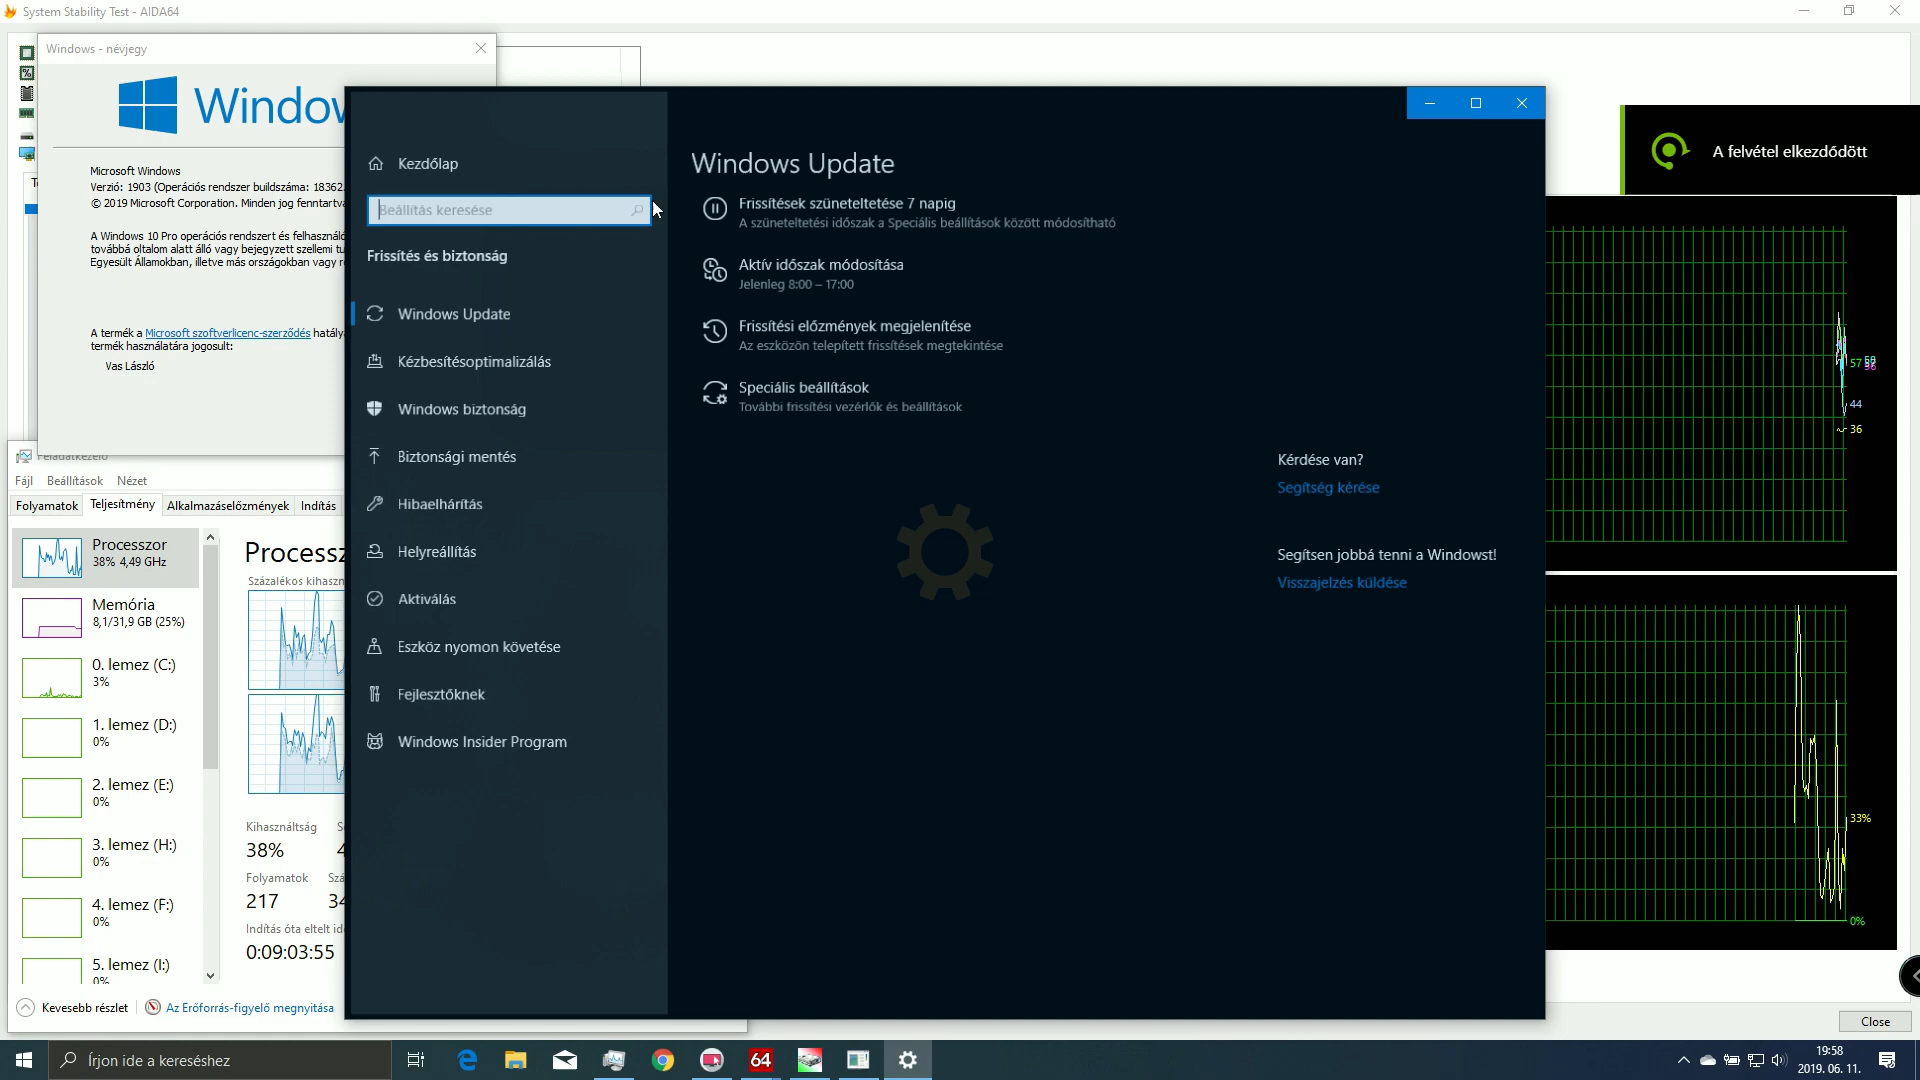 System Stability Test - AIDA64
Windows - névjegy
Microsoft Windows
Verzió: 1903 (Operációs rendszer buildszáma: 18362.
© 2019 Microsoft Corporation. Minden jog fenntartva
A Windows 10 Pro operációs rendszert és felhasználó
továbbá oltalom alatt álló vagy bejegyzett szellemi tu
Egyesült Államokban, illetve más országokban vagy r
A termék a Microsoft szoftverlicenc-szerződés hatály
termék használatára jogosult:
Vas László
Kezdőlap
Beállítás keresése
Frissítés és biztonság
Windows Update
Kézbesítésoptimalizálás
Windows biztonság
Biztonsági mentés
Hibaelhárítás
Helyreállítás
Aktiválás
Eszköz nyomon követése
Fejlesztőknek
Windows Insider Program
Windows Update
Frissítések szüneteltetése 7 napig
A szüneteltetési időszak a Speciális beállítások között módosítható
Aktív időszak módosítása
Jelenleg 8:00 – 17:00
Frissítési előzmények megjelenítése
Az eszközön telepített frissítések megtekintése
Speciális beállítások
További frissítési vezérlők és beállítások
Kérdése van?
Segítség kérése
Segítsen jobbá tenni a Windowst!
Visszajelzés küldése
A felvétel elkezdődött
57
44
36
33%
0%
Close
Feladatkezelő
Fájl Beállítások Nézet
Folyamatok Teljesítmény Alkalmazáselőzmények Indítás
Processzor
38% 4,49 GHz
Memória
8,1/31,9 GB (25%)
0. lemez (C:)
3%
1. lemez (D:)
0%
2. lemez (E:)
0%
3. lemez (H:)
0%
4. lemez (F:)
0%
5. lemez (I:)
0%
Százalékos
Kihasználtság
38%
Folyamatok
217
Indítás óta eltelt
0:09:03:55
Kevesebb részlet
Az Erőforrás-figyelő megnyitása
Írjon ide a kereséshez
64
19:58
2019. 06. 11.